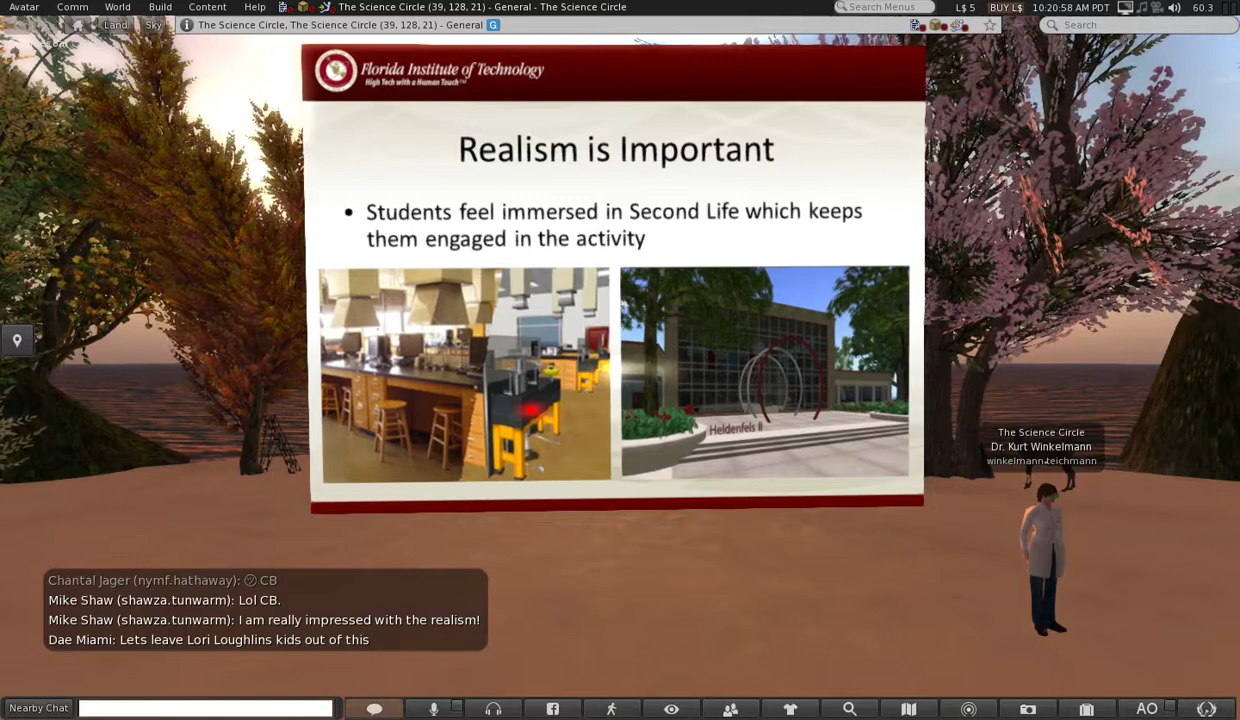 Avatar Comm World Build Content Help The Science Circle (39, 128, 21) - General - The Science Circle Search Menus L$ 5 BUY L$ 10:20:58 AM PDT 60.3
Land Sky The Science Circle, The Science Circle (39, 128, 21) - General G Search
Florida Institute of Technology
High Tech with a Human Touch™
Realism is Important
• Students feel immersed in Second Life which keeps
them engaged in the activity
Heldenfels II
The Science Circle
Dr. Kurt Winkelmann
winkelmann.teichmann
Chantal Jager (nymf.hathaway): CB
Mike Shaw (shawza.tunwarm): Lol CB.
Mike Shaw (shawza.tunwarm): I am really impressed with the realism!
Dae Miami: Lets leave Lori Loughlins kids out of this
Nearby Chat AO